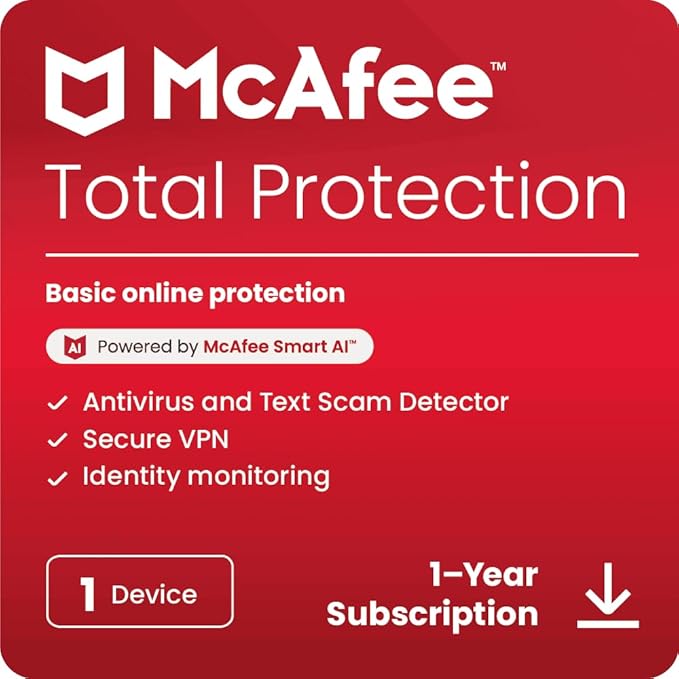 McAfee™
Total Protection
Basic online protection
AI Powered by McAfee Smart AI™
Antivirus and Text Scam Detector
Secure VPN
Identity monitoring
1 Device
1–Year
Subscription